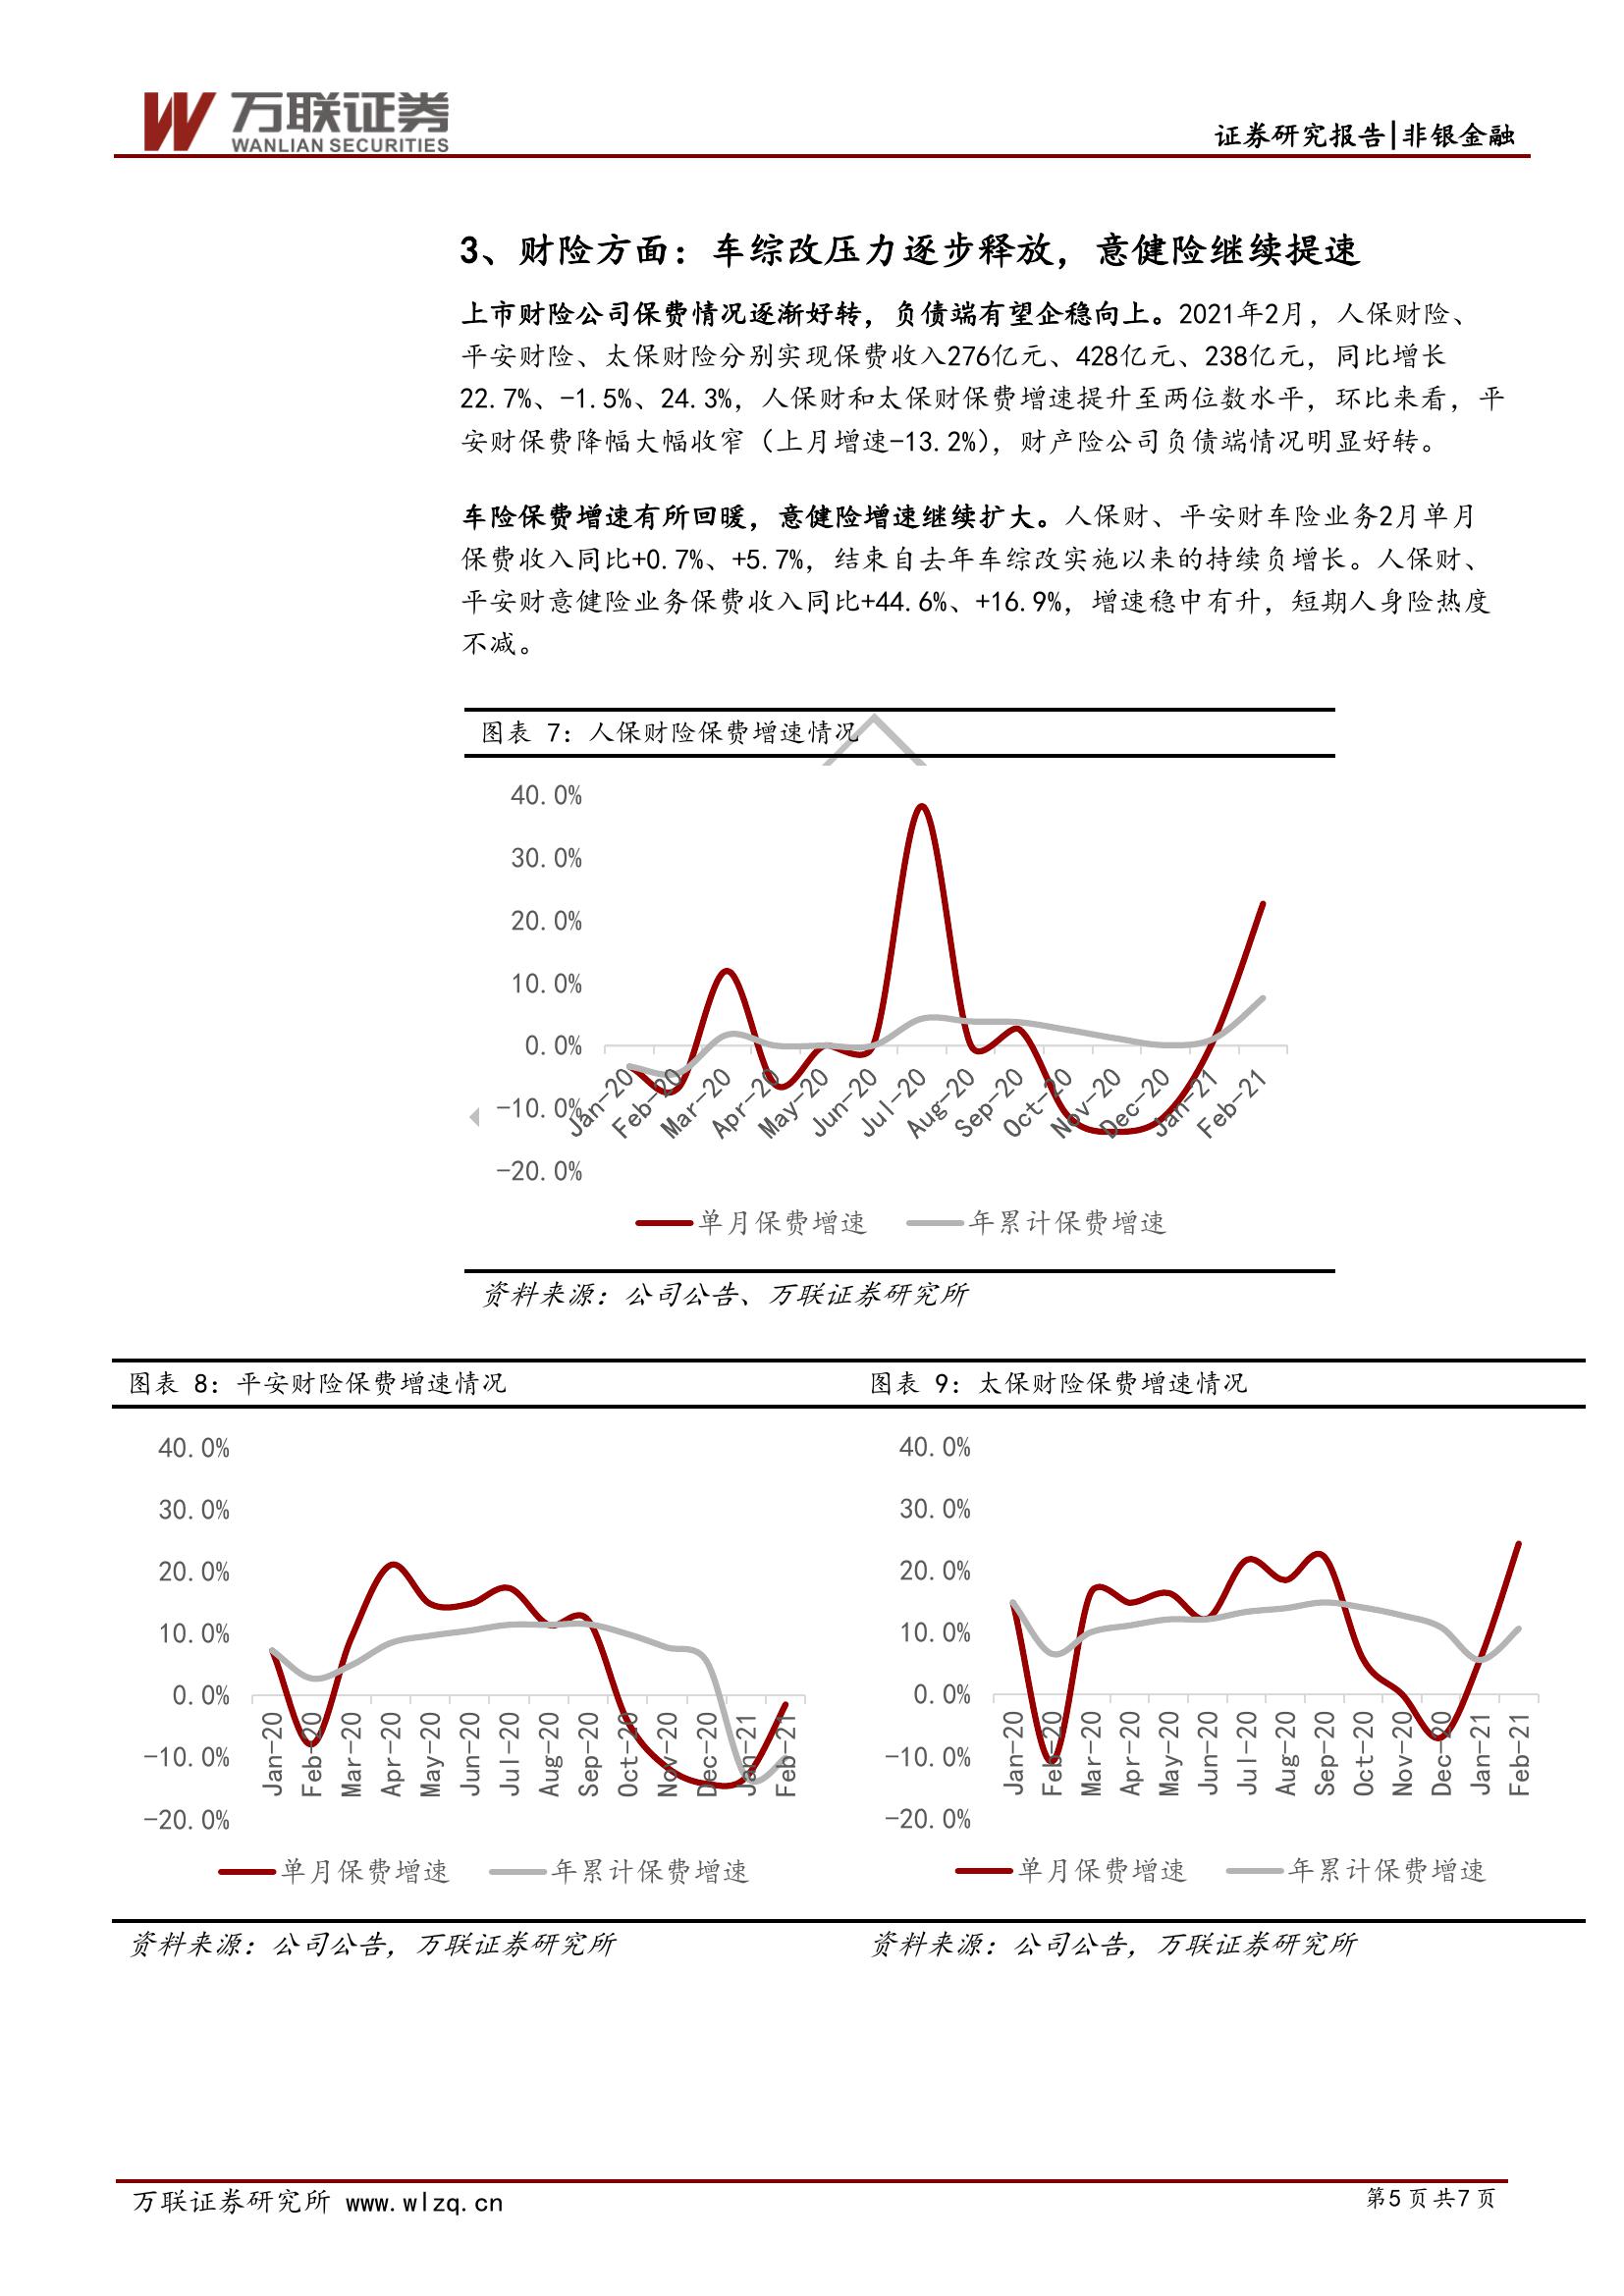 万联证券
WANLIAN SECURITIES
证券研究报告|非银金融
3、财险方面：车综改压力逐步释放，意健险继续提速
上市财险公司保费情况逐渐好转，负债端有望企稳向上。2021年2月，人保财险、
平安财险、太保财险分别实现保费收入276亿元、428亿元、238亿元，同比增长
22.7%、-1.5%、24.3%，人保财和太保财保费增速提升至两位数水平，环比来看，平
安财保费降幅大幅收窄（上月增速-13.2%），财产险公司负债端情况明显好转。
车险保费增速有所回暖，意健险增速继续扩大。人保财、平安财车险业务2月单月
保费收入同比+0.7%、+5.7%，结束自去年车综改实施以来的持续负增长。人保财、
平安财意健险业务保费收入同比+44.6%、+16.9%，增速稳中有升，短期人身险热度
不减。
图表 7：人保财险保费增速情况
40.0%
30.0%
20.0%
10.0%
0.0%
-10.0%
-20.0%
Jan-20 Feb-20 Mar-20 Apr-20 May-20 Jun-20 Jul-20 Aug-20 Sep-20 Oct-20 Nov-20 Dec-20 Jan-21 Feb-21
单月保费增速 年累计保费增速
资料来源：公司公告、万联证券研究所
图表 8：平安财险保费增速情况
40.0%
30.0%
20.0%
10.0%
0.0%
-10.0%
-20.0%
Jan-20 Feb-20 Mar-20 Apr-20 May-20 Jun-20 Jul-20 Aug-20 Sep-20 Oct-20 Nov-20 Dec-20 Jan-21 Feb-21
单月保费增速 年累计保费增速
资料来源：公司公告，万联证券研究所
图表 9：太保财险保费增速情况
40.0%
30.0%
20.0%
10.0%
0.0%
-10.0%
-20.0%
Jan-20 Feb-20 Mar-20 Apr-20 May-20 Jun-20 Jul-20 Aug-20 Sep-20 Oct-20 Nov-20 Dec-20 Jan-21 Feb-21
单月保费增速 年累计保费增速
资料来源：公司公告，万联证券研究所
万联证券研究所 www.wlzq.cn
第5页共7页